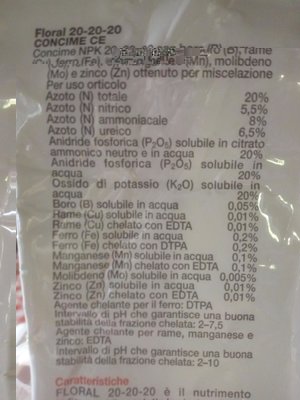 Floral 20-20-20
CONCIME CE
Concime NPK 20- (B), rame
(Cu), ferro (Fe), (Mn), molibdeno
(Mo) e zinco (Zn) ottenuto per miscelazione
Per uso orticolo
Azoto (N) totale 20%
Azoto (N) nitrico 5,5%
Azoto (N) ammoniacale 8%
Azoto (N) ureico 6,5%
Anidride fosforica (P₂O₅) solubile in citrato
ammonico neutro e in acqua 20%
Anidride fosforica (P₂O₅) solubile in
acqua 20%
Ossido di potassio (K₂O) solubile in
acqua 20%
Boro (B) solubile in acqua 0,05%
Rame (Cu) solubile in acqua 0,01%
Rame (Cu) chelato con EDTA 0,01%
Ferro (Fe) solubile in acqua 0,2%
Ferro (Fe) chelato con DTPA 0,2%
Manganese (Mn) solubile in acqua 0,1%
Manganese (Mn) chelato con EDTA 0,1%
Molibdeno (Mo) solubile in acqua 0,005%
Zinco (Zn) solubile in acqua 0,01%
Zinco (Zn) chelato con EDTA 0,01%
Agente chelante per il ferro: DTPA
Intervallo di pH che garantisce una buona
stabilità della frazione chelata: 2–7,5
Agente chelante per rame, manganese e
zinco: EDTA
Intervallo di pH che garantisce una buona
stabilità della frazione chelata: 2–10
Caratteristiche
FLORAL 20-20-20 è il nutrimento